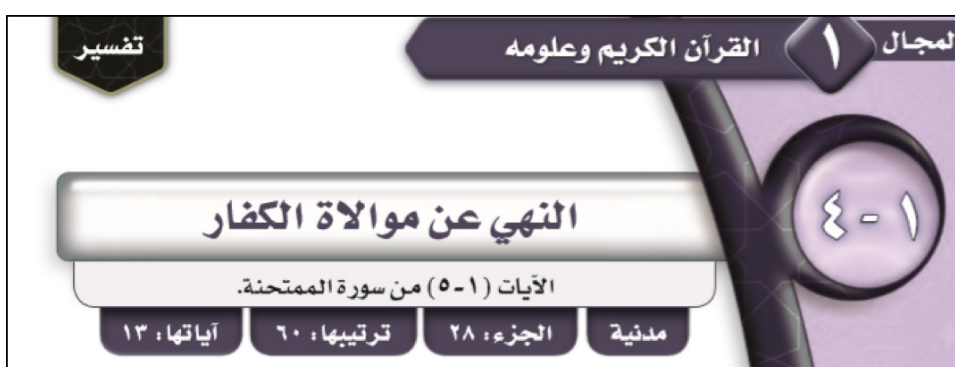 لمجال ١ القرآن الكريم وعلومه تفسير
١ - ٤
النهي عن موالاة الكفار
الآيات (١ - ٥) من سورة الممتحنة.
مدنية الجزء: ٢٨ ترتيبها: ٦٠ آياتها: ١٣